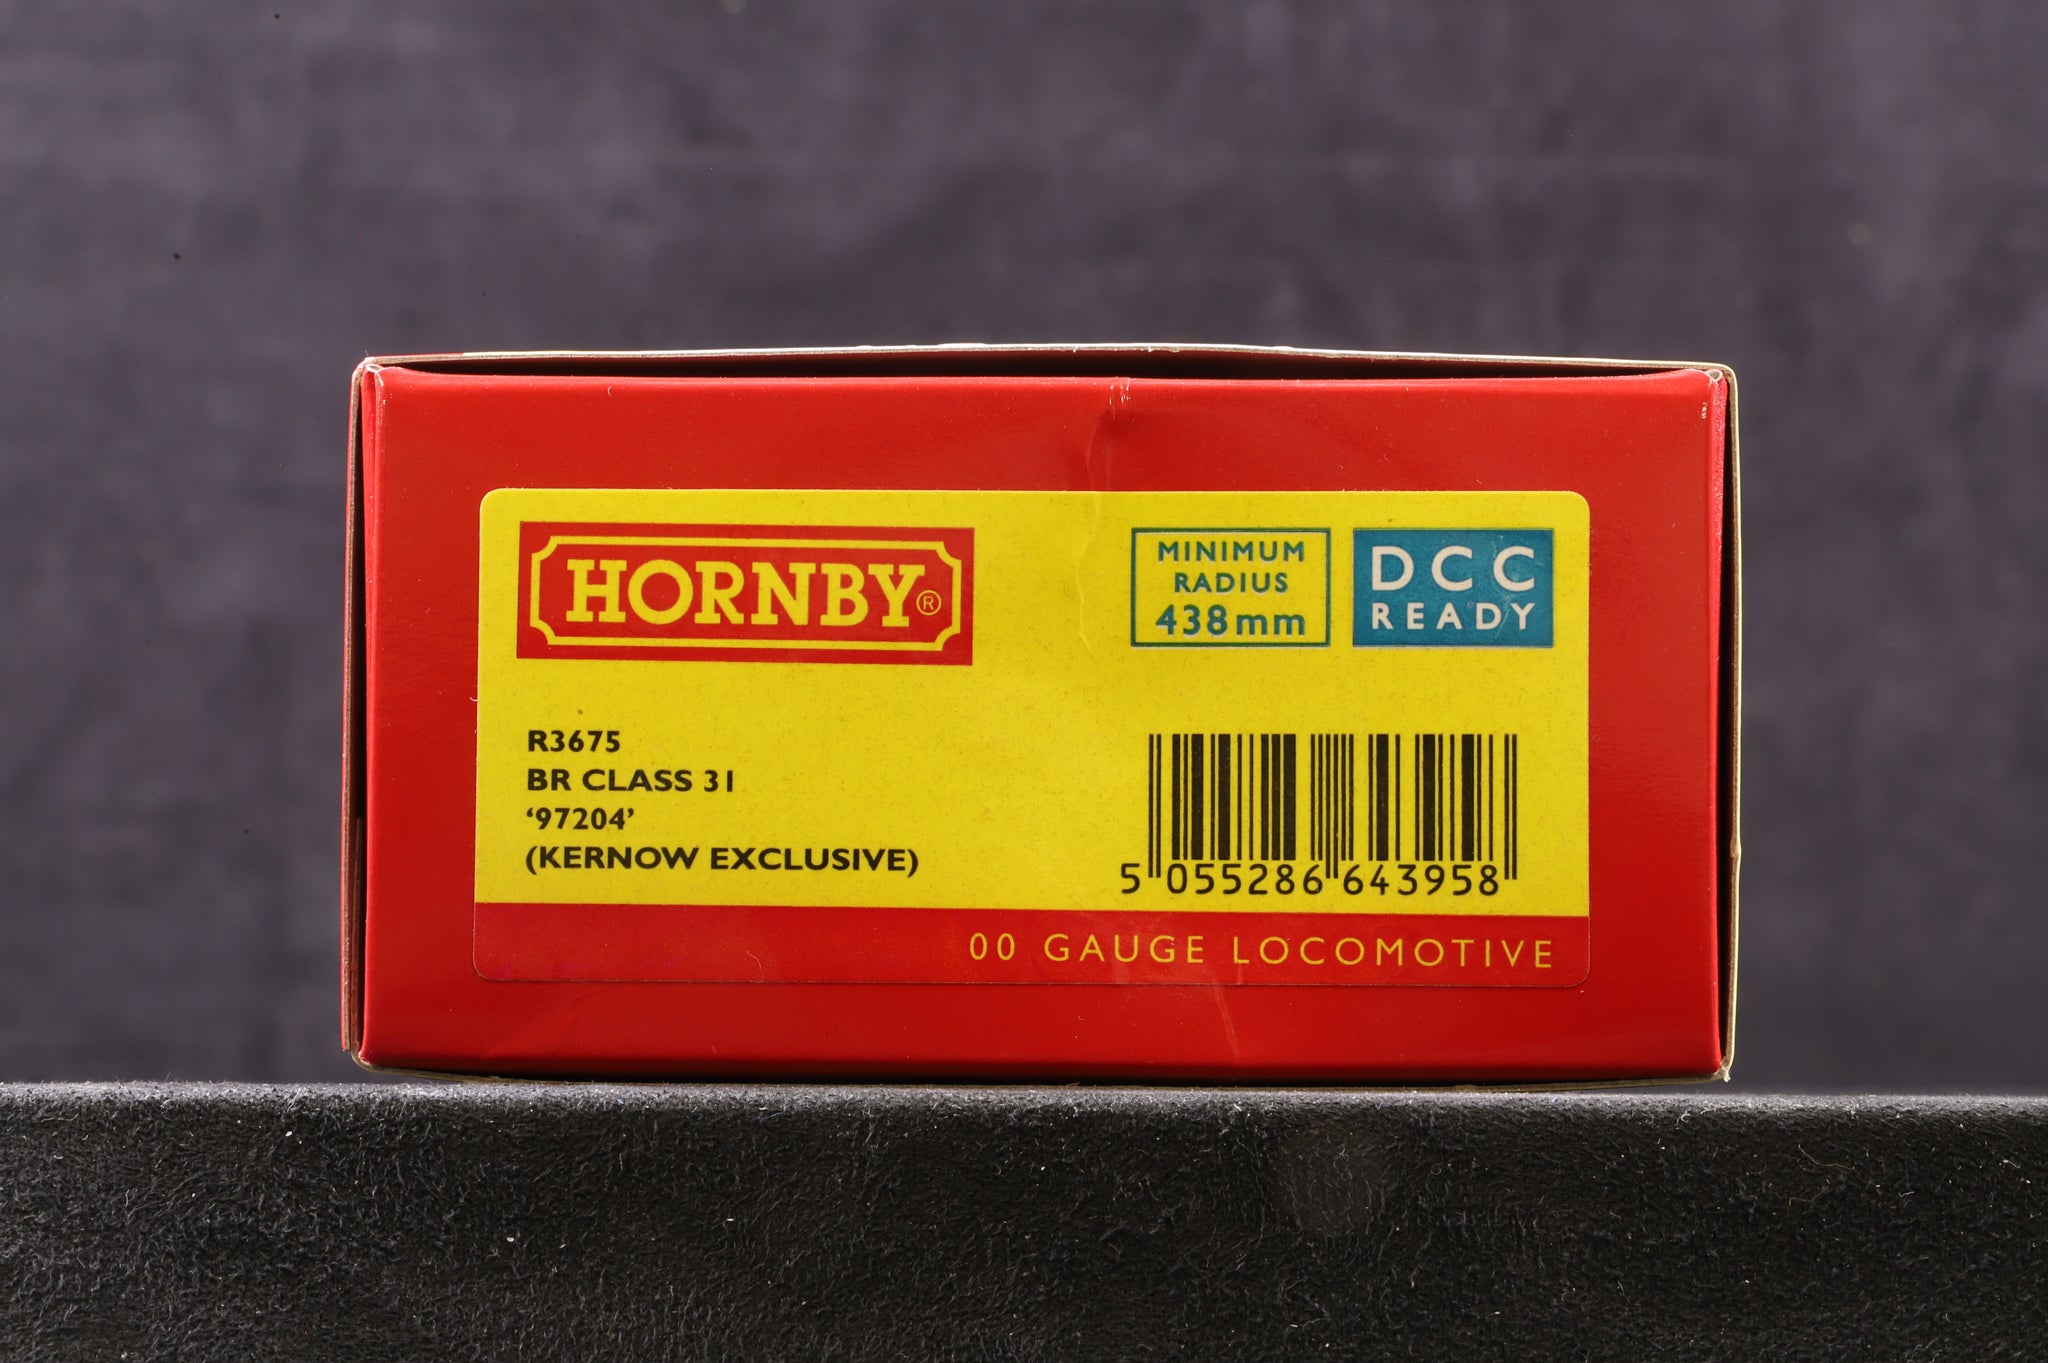 HORNBY®
MINIMUM
RADIUS
438mm
DCC
READY
R3675
BR CLASS 31
‘97204’
(KERNOW EXCLUSIVE)
5 055286 643958
00 GAUGE LOCOMOTIVE